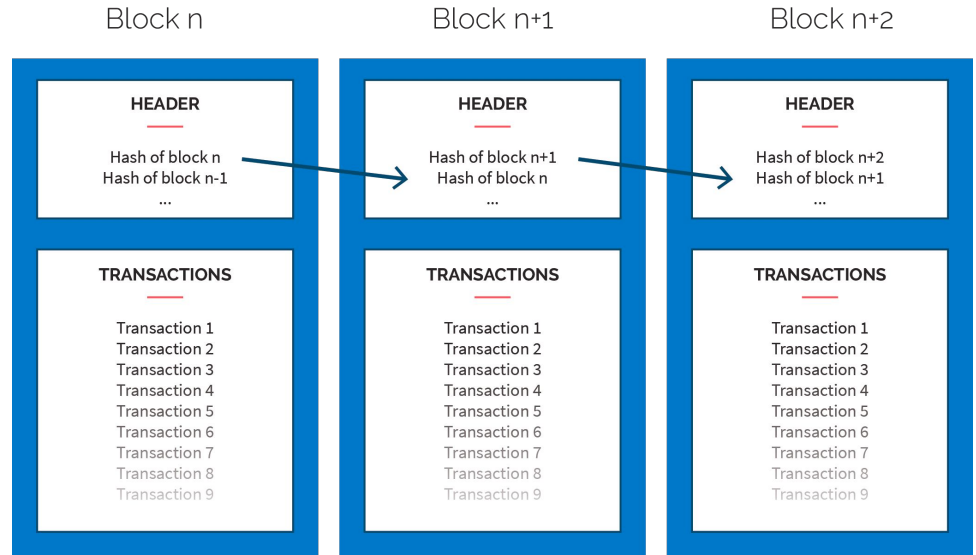 Block n
HEADER
Hash of block n
Hash of block n-1
...
TRANSACTIONS
Transaction 1
Transaction 2
Transaction 3
Transaction 4
Transaction 5
Transaction 6
Transaction 7
Transaction 8
Transaction 9
Block n+1
HEADER
Hash of block n+1
Hash of block n
...
TRANSACTIONS
Transaction 1
Transaction 2
Transaction 3
Transaction 4
Transaction 5
Transaction 6
Transaction 7
Transaction 8
Transaction 9
Block n+2
HEADER
Hash of block n+2
Hash of block n+1
...
TRANSACTIONS
Transaction 1
Transaction 2
Transaction 3
Transaction 4
Transaction 5
Transaction 6
Transaction 7
Transaction 8
Transaction 9